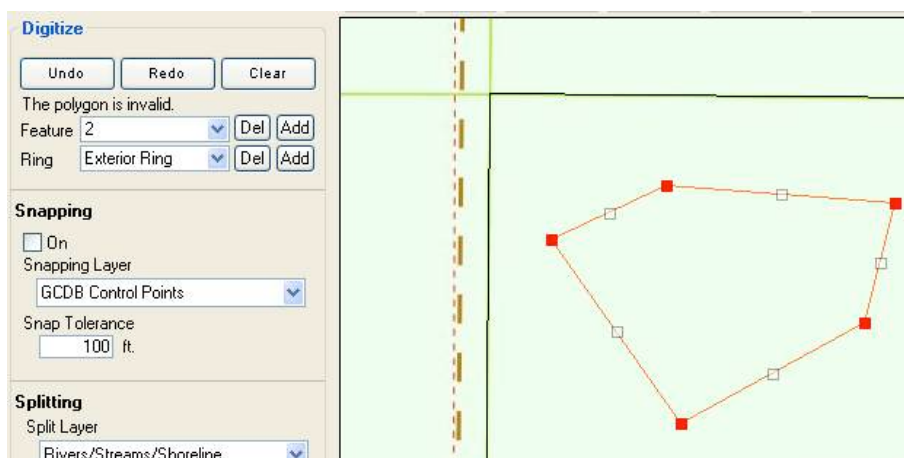 Digitize
Undo Redo Clear
The polygon is invalid.
Feature 2 Del Add
Ring Exterior Ring Del Add
Snapping
On
Snapping Layer
GCDB Control Points
Snap Tolerance
100 ft.
Splitting
Split Layer
Rivers/Streams/Shoreline